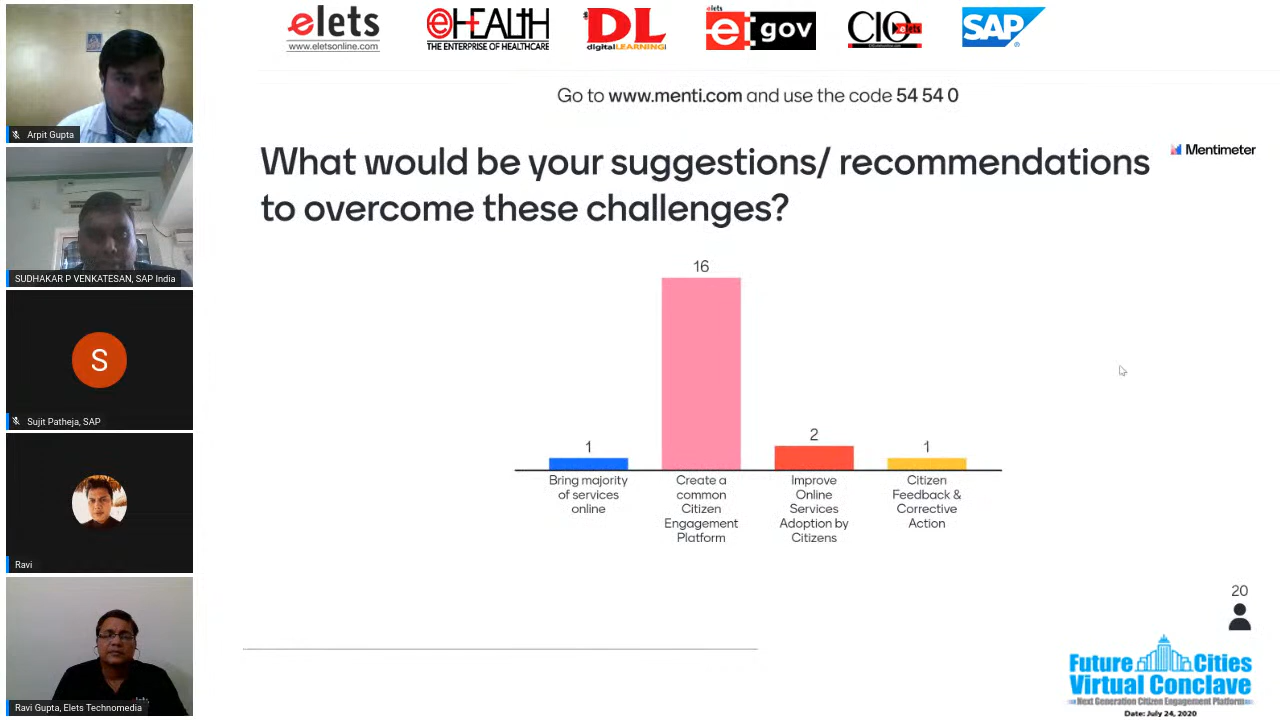 elets
www.eletsonline.com
eHEALTH
THE ENTERPRISE OF HEALTHCARE
DL
digitalLEARNING
elets
e gov
CIO
elets
SAP
Go to www.menti.com and use the code 54 54 0
What would be your suggestions/ recommendations
to overcome these challenges?
Mentimeter
16
1
2
1
Bring majority
of services
online
Create a
common
Citizen
Engagement
Platform
Improve
Online
Services
Adoption by
Citizens
Citizen
Feedback &
Corrective
Action
20
Future Cities
Virtual Conclave
Next Generation Citizen Engagement Platform
Date: July 24, 2020
Arpit Gupta
SUDHAKAR P VENKATESAN, SAP India
S
Sujit Patheja, SAP
Ravi
Ravi Gupta, Elets Technomedia